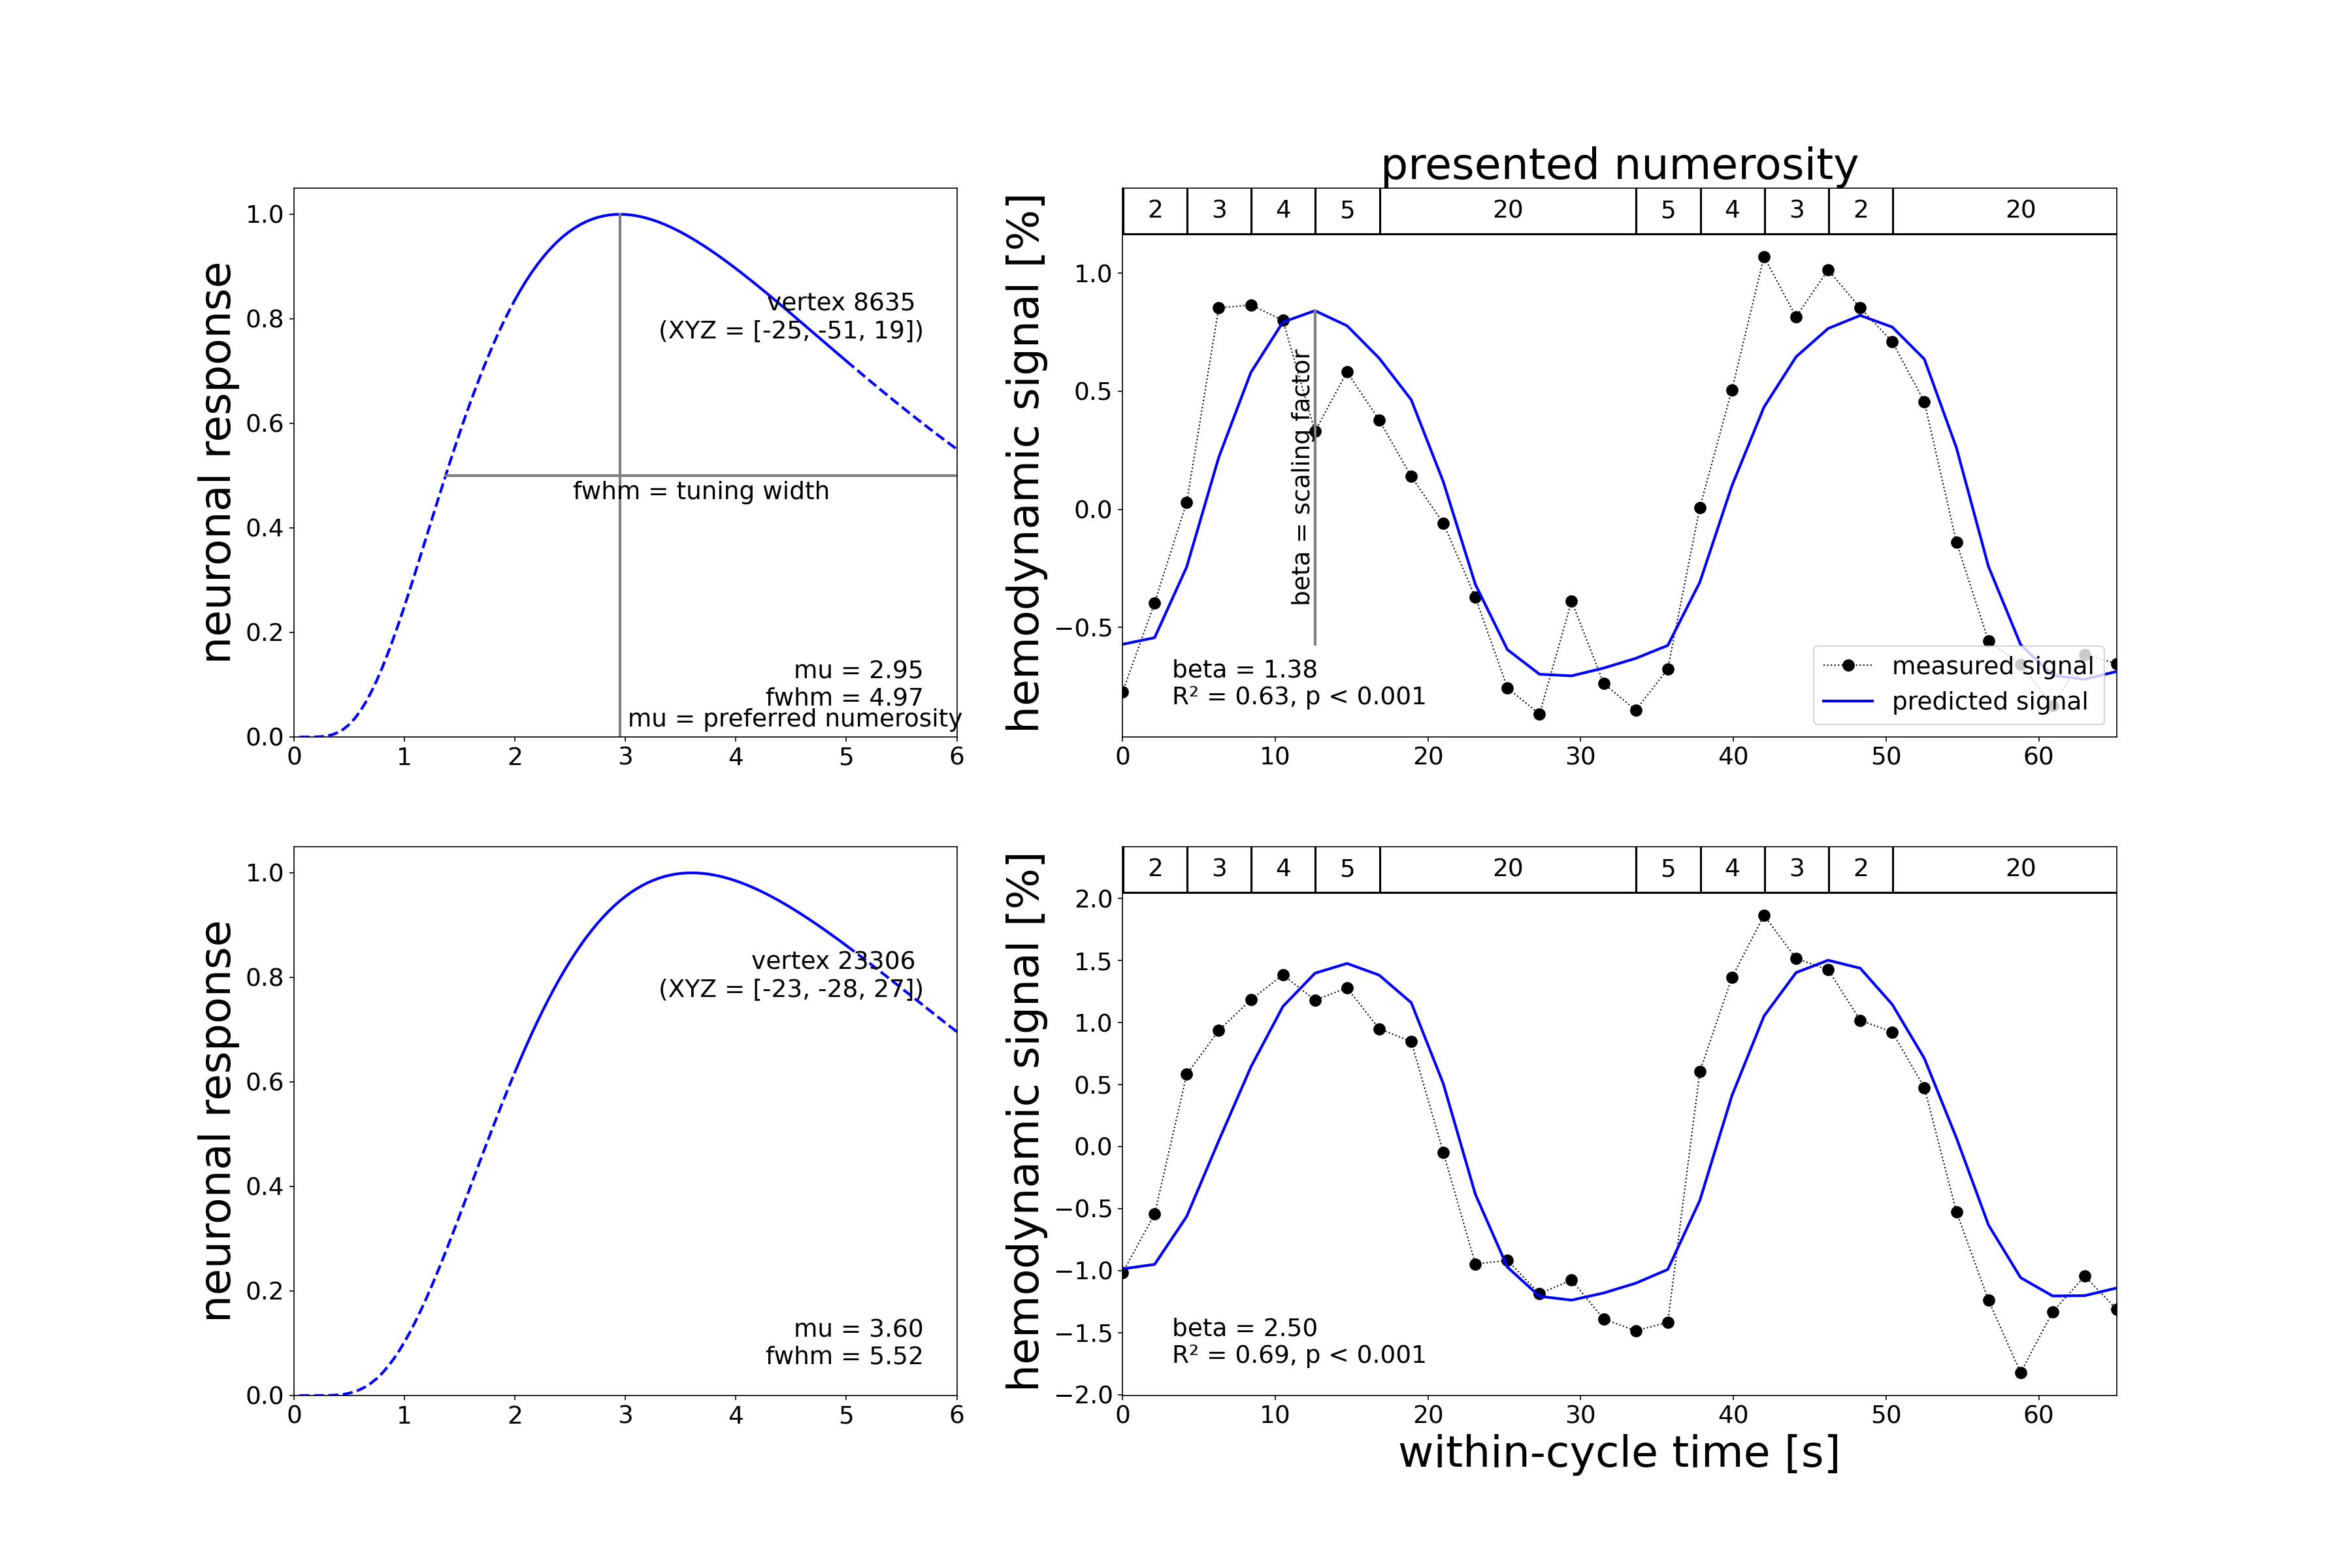 presented numerosity
neuronal response
1.0
0.8
0.6
0.4
0.2
0.0
0 1 2 3 4 5 6
vertex 8635
(XYZ = [-25, -51, 19])
fwhm = tuning width
mu = 2.95
fwhm = 4.97
mu = preferred numerosity
hemodynamic signal [%]
2 3 4 5 20 5 4 3 2 20
1.0
0.5
0.0
−0.5
0 10 20 30 40 50 60
beta = scaling factor
beta = 1.38
R² = 0.63, p < 0.001
measured signal
predicted signal
neuronal response
1.0
0.8
0.6
0.4
0.2
0.0
0 1 2 3 4 5 6
vertex 23306
(XYZ = [-23, -28, 27])
mu = 3.60
fwhm = 5.52
hemodynamic signal [%]
2 3 4 5 20 5 4 3 2 20
2.0
1.5
1.0
0.5
0.0
−0.5
−1.0
−1.5
−2.0
0 10 20 30 40 50 60
beta = 2.50
R² = 0.69, p < 0.001
within-cycle time [s]